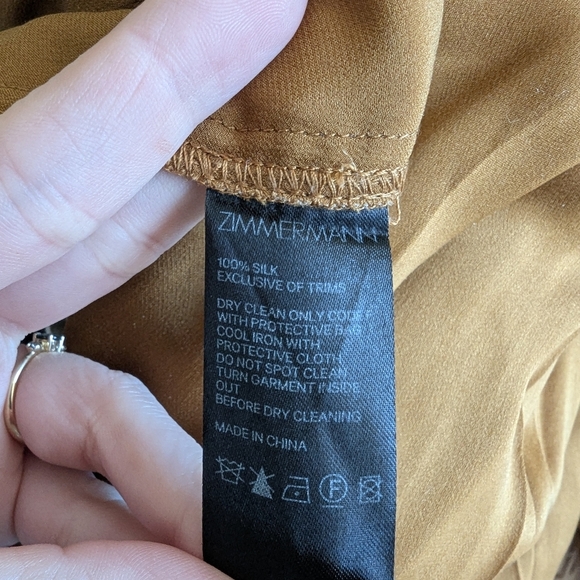 ZIMMERMANN
100% SILK
EXCLUSIVE OF TRIMS
DRY CLEAN ONLY CODE F
WITH PROTECTIVE BAG
COOL IRON WITH
PROTECTIVE CLOTH
DO NOT SPOT CLEAN
TURN GARMENT INSIDE
OUT
BEFORE DRY CLEANING
MADE IN CHINA
F